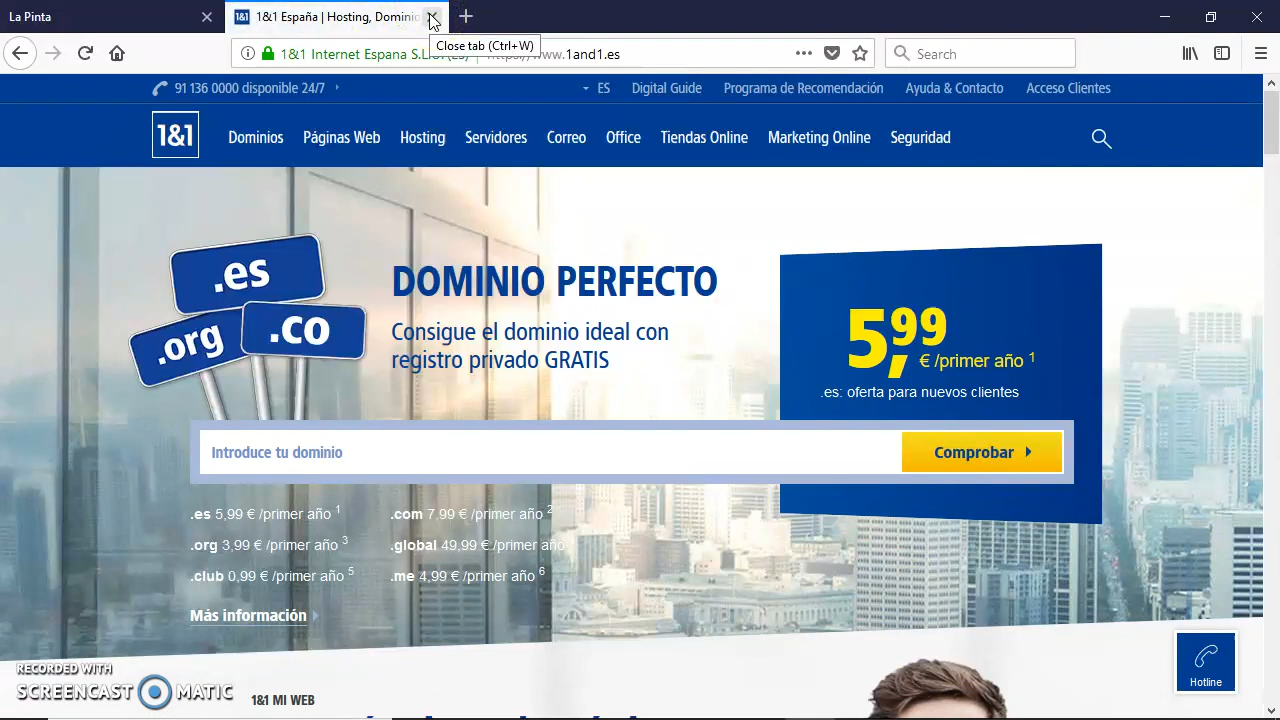 La Pinta
1&1 España | Hosting, Dominio
Close tab (Ctrl+W)
1&1 Internet Espana S.L.U. (ES)
https://www.1and1.es
Search
91 136 0000 disponible 24/7
ES
Digital Guide
Programa de Recomendación
Ayuda & Contacto
Acceso Clientes
1&1
Dominios
Páginas Web
Hosting
Servidores
Correo
Office
Tiendas Online
Marketing Online
Seguridad
.es
.org
.co
DOMINIO PERFECTO
Consigue el dominio ideal con
registro privado GRATIS
5,99
€ /primer año 1
.es: oferta para nuevos clientes
Introduce tu dominio
Comprobar
.es 5,99 € /primer año 1
.com 7,99 € /primer año 2
.org 3,99 € /primer año 3
.global 49,99 € /primer año
.club 0,99 € /primer año 5
.me 4,99 € /primer año 6
Más información
Hotline
RECORDED WITH
SCREENCAST MATIC
1&1 MI WEB